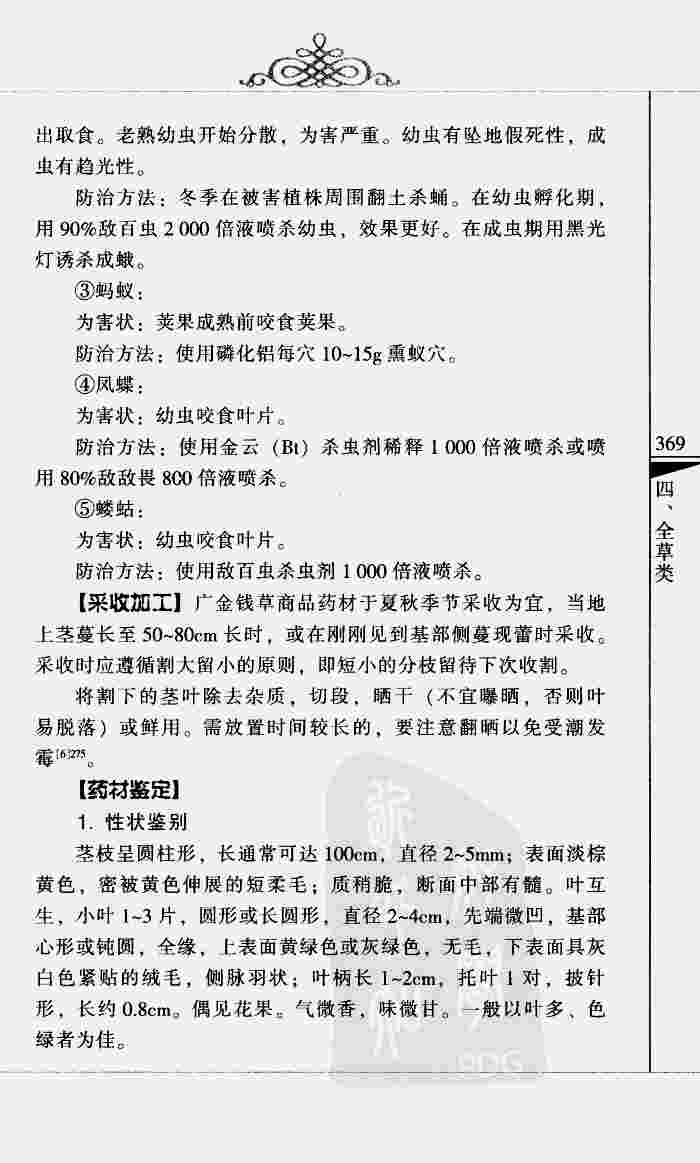 出取食。老熟幼虫开始分散，为害严重。幼虫有坠地假死性，成
虫有趋光性。
防治方法：冬季在被害植株周围翻土杀蛹。在幼虫孵化期，
用 90%敌百虫 2 000 倍液喷杀幼虫，效果更好。在成虫期用黑光
灯诱杀成蛾。
③蚂蚁：
为害状：荚果成熟前咬食荚果。
防治方法：使用磷化铝每穴 10~15g 熏蚁穴。
④凤蝶：
为害状：幼虫咬食叶片。
防治方法：使用金云（Bt）杀虫剂稀释 1 000 倍液喷杀或喷
用 80%敌敌畏 800 倍液喷杀。
⑤蝼蛄：
为害状：幼虫咬食叶片。
防治方法：使用敌百虫杀虫剂 1 000 倍液喷杀。
【采收加工】广金钱草商品药材于夏秋季节采收为宜，当地
上茎蔓长至 50~80cm 长时，或在刚刚见到基部侧蔓现蕾时采收。
采收时应遵循割大留小的原则，即短小的分枝留待下次收割。
将割下的茎叶除去杂质，切段，晒干（不宜曝晒，否则叶
易脱落）或鲜用。需放置时间较长的，要注意翻晒以免受潮发
霉[6]275。
【药材鉴定】
1. 性状鉴别
茎枝呈圆柱形，长通常可达 100cm，直径 2~5mm；表面淡棕
黄色，密被黄色伸展的短柔毛；质稍脆，断面中部有髓。叶互
生，小叶 1~3 片，圆形或长圆形，直径 2~4cm，先端微凹，基部
心形或钝圆，全缘，上表面黄绿色或灰绿色，无毛，下表面具灰
白色紧贴的绒毛，侧脉羽状；叶柄长 1~2cm，托叶 1 对，披针
形，长约 0.8cm。偶见花果。气微香，味微甘。一般以叶多、色
绿者为佳。
369
四、全草类
PDG